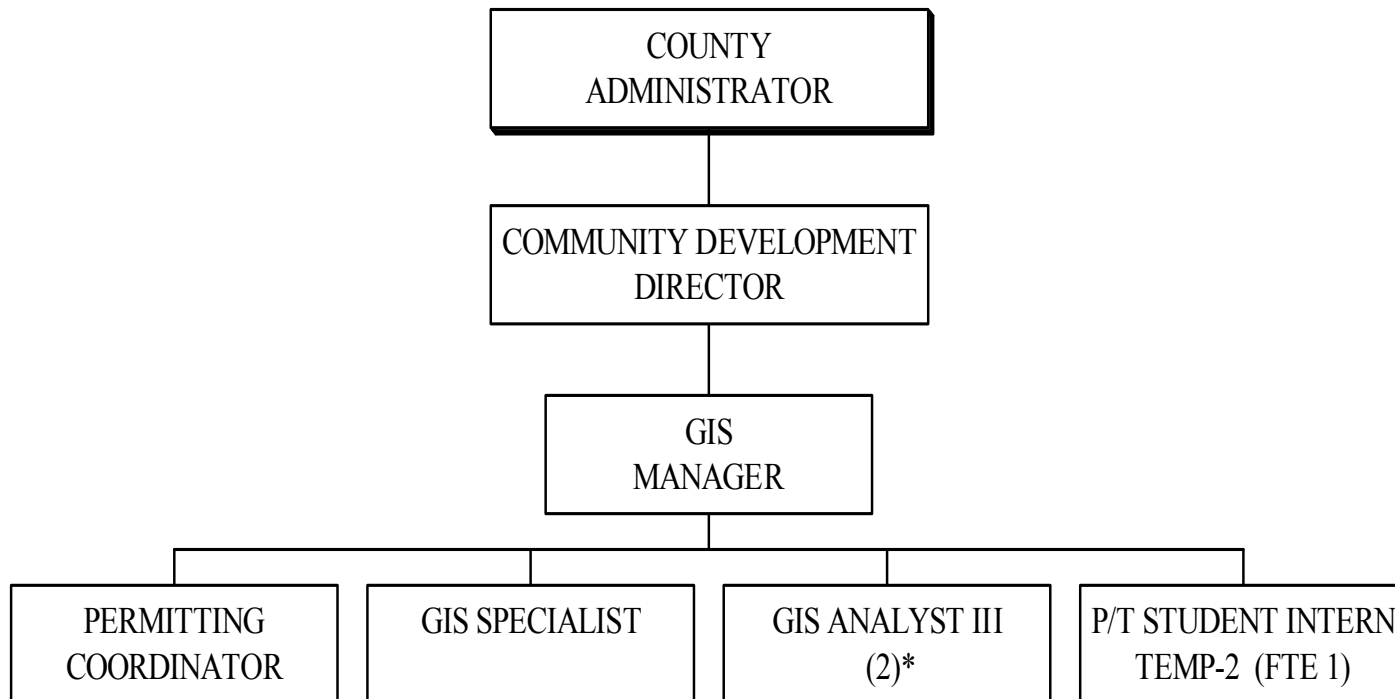 COUNTY
ADMINISTRATOR
COMMUNITY DEVELOPMENT
DIRECTOR
GIS
MANAGER
PERMITTING
COORDINATOR
GIS SPECIALIST
GIS ANALYST III
(2)*
P/T STUDENT INTERN
TEMP-2 (FTE 1)